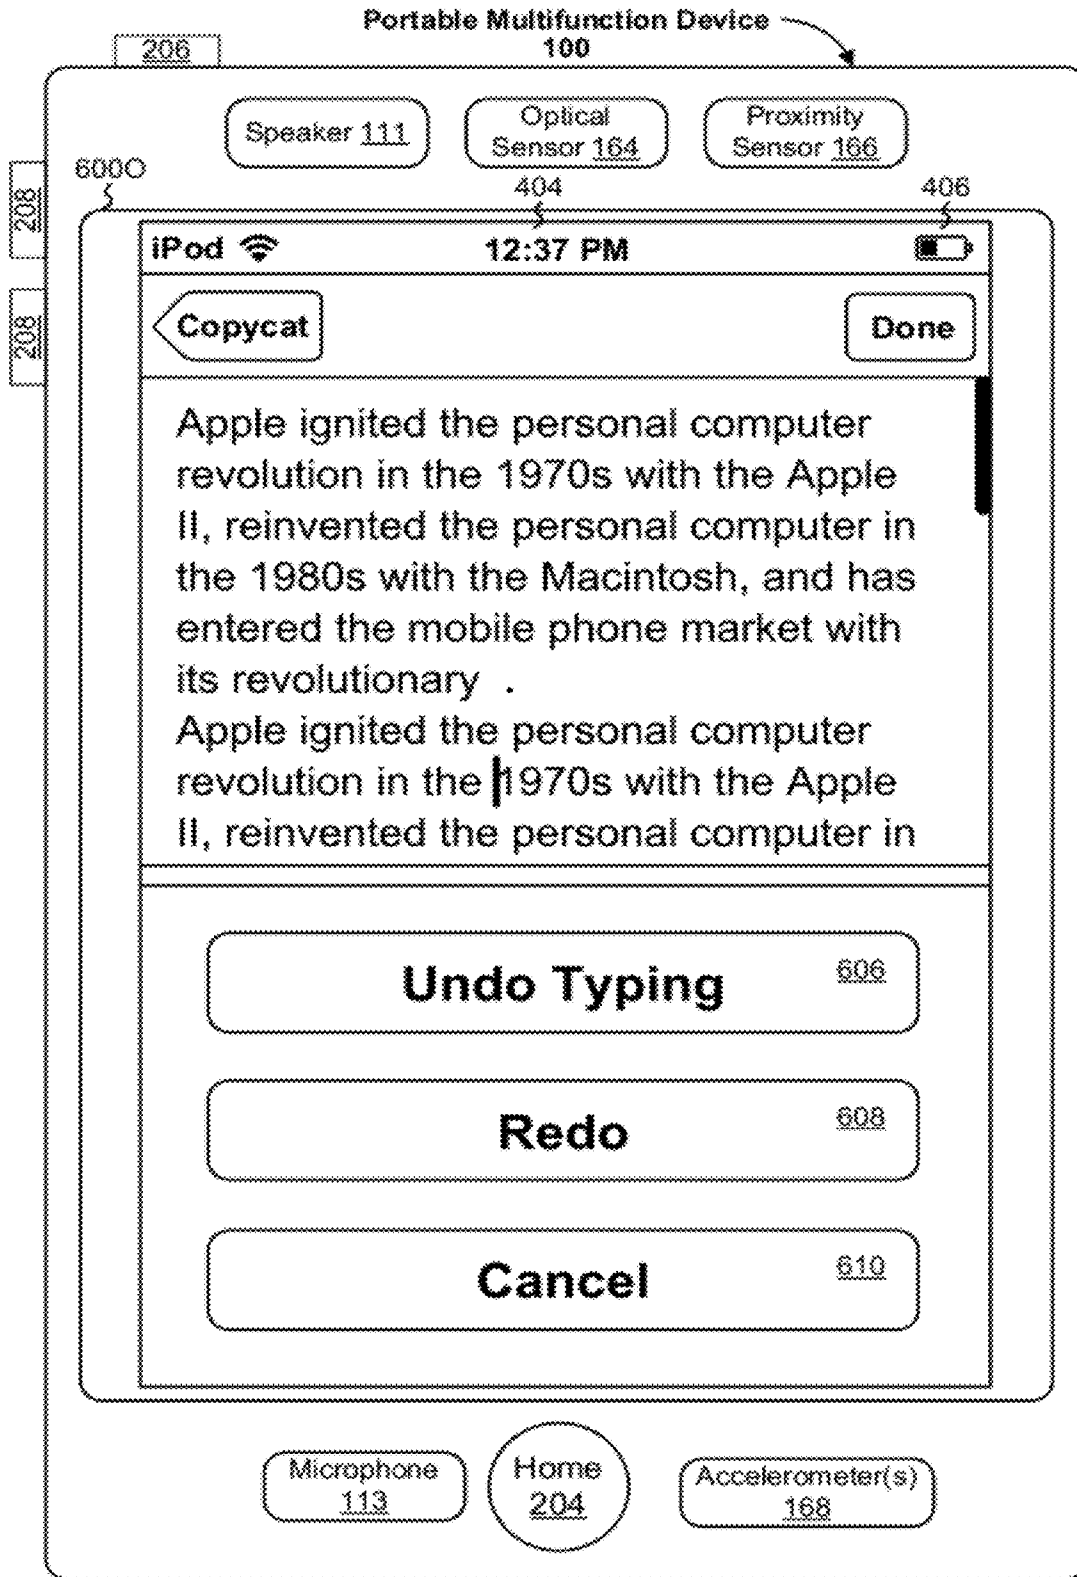 Portable Multifunction Device
100
206
Speaker 111
Optical
Sensor 164
Proximity
Sensor 166
208
208
600O
404
406
iPod 12:37 PM
Copycat Done
Apple ignited the personal computer
revolution in the 1970s with the Apple
II, reinvented the personal computer in
the 1980s with the Macintosh, and has
entered the mobile phone market with
its revolutionary .
Apple ignited the personal computer
revolution in the 1970s with the Apple
II, reinvented the personal computer in
Undo Typing 606
Redo 608
Cancel 610
Microphone
113
Home
204
Accelerometer(s)
168